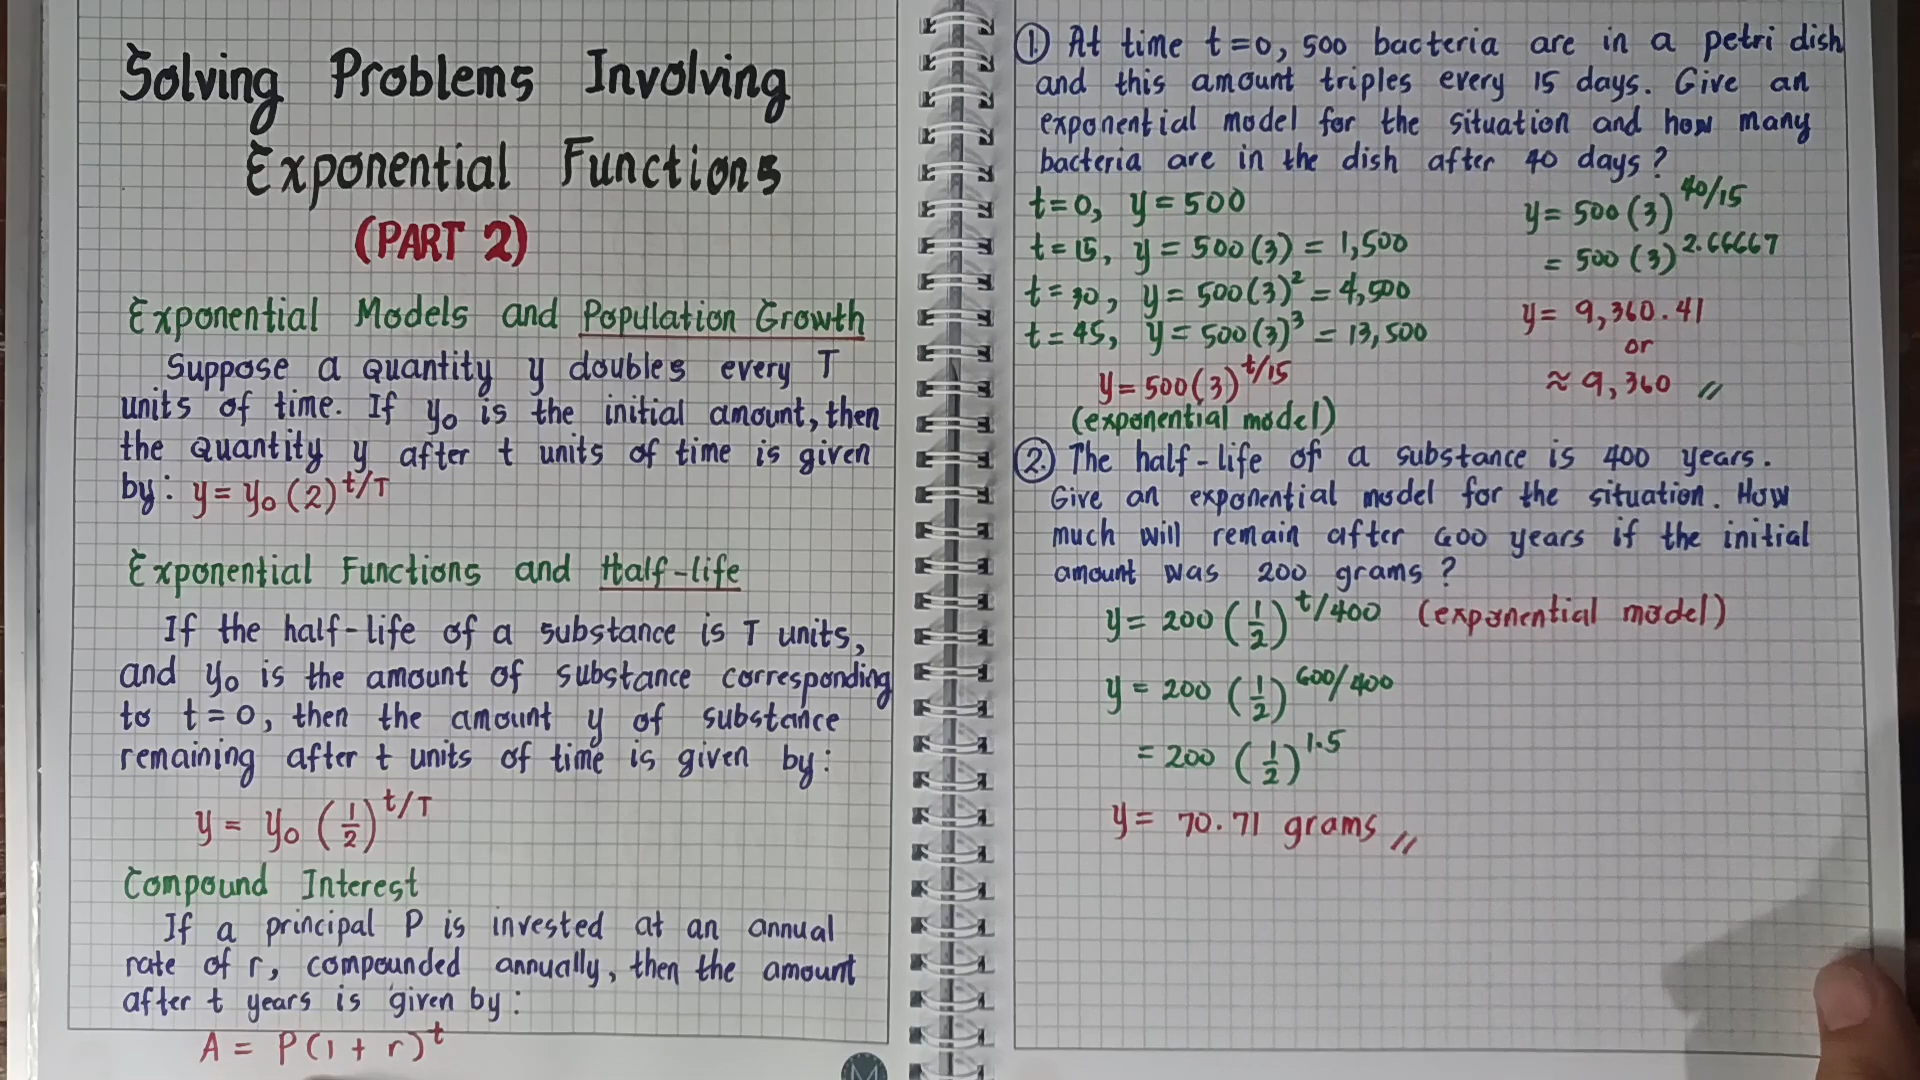 Solving Problems Involving
Exponential Functions
(PART 2)
Exponential Models and Population Growth
Suppose a quantity y doubles every T
units of time. If y₀ is the initial amount, then
the quantity y after t units of time is given
by: y = y₀ (2)^t/T
Exponential Functions and Half-life
If the half-life of a substance is T units,
and y₀ is the amount of substance corresponding
to t = 0, then the amount y of substance
remaining after t units of time is given by:
y = y₀ (1/2)^t/T
Compound Interest
If a principal P is invested at an annual
rate of r, compounded annually, then the amount
after t years is given by:
A = P(1 + r)^t
M
① At time t=0, 500 bacteria are in a petri dish
and this amount triples every 15 days. Give an
exponential model for the situation and how many
bacteria are in the dish after 40 days?
t=0, y = 500
t=15, y = 500(3) = 1,500
t=30, y = 500(3)² = 4,500
t=45, y = 500(3)³ = 13,500
y = 500(3)^t/15
(exponential model)
y = 500(3)^40/15
= 500(3)^2.66667
y = 9,360.41
or
≈ 9,360 //
②. The half-life of a substance is 400 years.
Give an exponential model for the situation. How
much will remain after 600 years if the initial
amount was 200 grams?
y = 200 (1/2)^t/400 (exponential model)
y = 200 (1/2)^600/400
= 200 (1/2)^1.5
y = 70.71 grams //